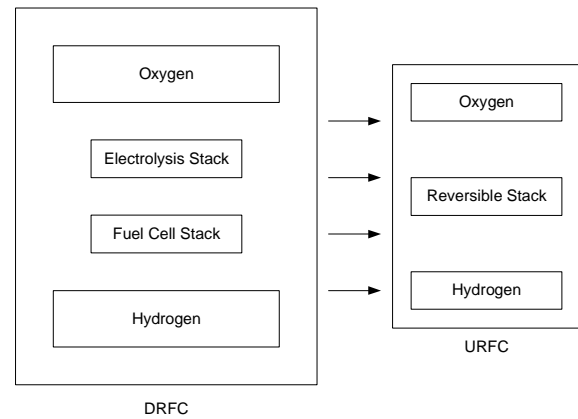 Oxygen
Electrolysis Stack
Fuel Cell Stack
Hydrogen
DRFC
Oxygen
Reversible Stack
Hydrogen
URFC